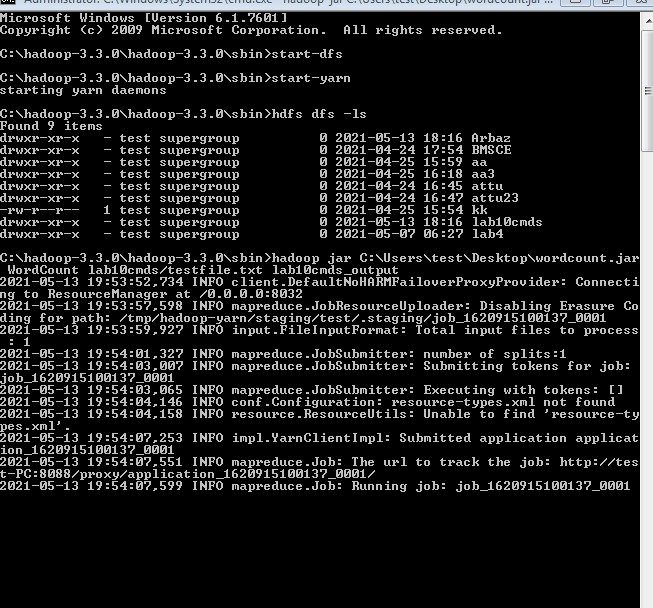 Administrator: C:\Windows\System32\cmd.exe - hadoop jar C:\Users\test\Desktop\wordcount.jar ...
Microsoft Windows [Version 6.1.7601]
Copyright (c) 2009 Microsoft Corporation.  All rights reserved.
C:\hadoop-3.3.0\hadoop-3.3.0\sbin>start-dfs
C:\hadoop-3.3.0\hadoop-3.3.0\sbin>start-yarn
starting yarn daemons
C:\hadoop-3.3.0\hadoop-3.3.0\sbin>hdfs dfs -ls
Found 9 items
drwxr-xr-x   - test supergroup          0 2021-05-13 18:16 Arbaz
drwxr-xr-x   - test supergroup          0 2021-04-24 17:54 BMSCE
drwxr-xr-x   - test supergroup          0 2021-04-25 15:59 aa
drwxr-xr-x   - test supergroup          0 2021-04-25 16:18 aa3
drwxr-xr-x   - test supergroup          0 2021-04-24 16:45 attu
drwxr-xr-x   - test supergroup          0 2021-04-24 16:47 attu23
-rw-r--r--   1 test supergroup          0 2021-04-25 15:54 kk
drwxr-xr-x   - test supergroup          0 2021-05-13 18:16 lab10cmds
drwxr-xr-x   - test supergroup          0 2021-05-07 06:27 lab4
C:\hadoop-3.3.0\hadoop-3.3.0\sbin>hadoop jar C:\Users\test\Desktop\wordcount.jar
 WordCount lab10cmds/testfile.txt lab10cmds_output
2021-05-13 19:53:52,734 INFO client.DefaultNoHARMFailoverProxyProvider: Connecti
ng to ResourceManager at /0.0.0.0:8032
2021-05-13 19:53:57,598 INFO mapreduce.JobResourceUploader: Disabling Erasure Co
ding for path: /tmp/hadoop-yarn/staging/test/.staging/job_1620915100137_0001
2021-05-13 19:53:59,927 INFO input.FileInputFormat: Total input files to process
 : 1
2021-05-13 19:54:01,327 INFO mapreduce.JobSubmitter: number of splits:1
2021-05-13 19:54:03,007 INFO mapreduce.JobSubmitter: Submitting tokens for job:
job_1620915100137_0001
2021-05-13 19:54:03,065 INFO mapreduce.JobSubmitter: Executing with tokens: []
2021-05-13 19:54:04,146 INFO conf.Configuration: resource-types.xml not found
2021-05-13 19:54:04,158 INFO resource.ResourceUtils: Unable to find 'resource-ty
pes.xml'.
2021-05-13 19:54:07,253 INFO impl.YarnClientImpl: Submitted application applicat
ion_1620915100137_0001
2021-05-13 19:54:07,551 INFO mapreduce.Job: The url to track the job: http://tes
t-PC:8088/proxy/application_1620915100137_0001/
2021-05-13 19:54:07,599 INFO mapreduce.Job: Running job: job_1620915100137_0001